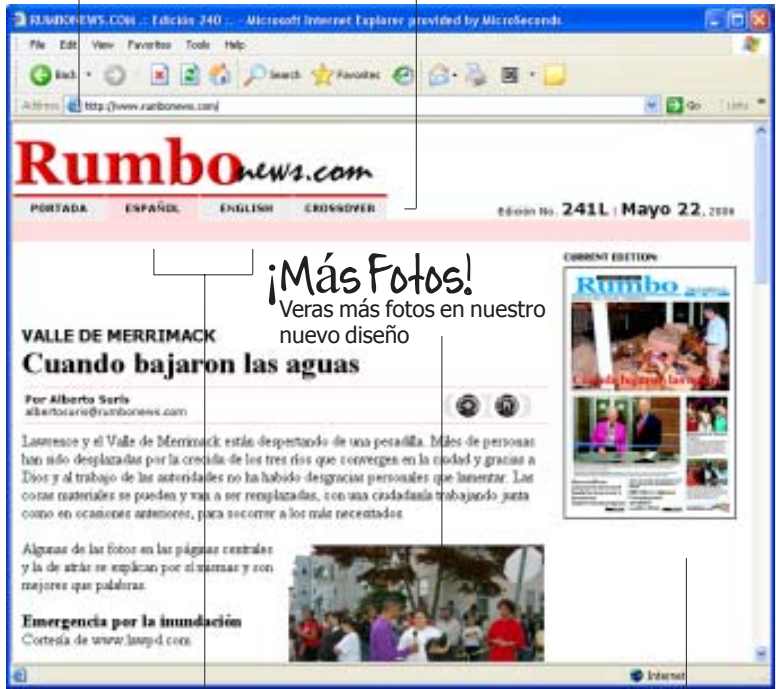 RUMBONEWS.COM .: Edición 240 :. - Microsoft Internet Explorer provided by MicroSeconds
File Edit View Favorites Tools Help
Back Search Favorites
Address http://www.rumbonews.com/ Go Links
Rumbonews.com
PORTADA ESPAÑOL ENGLISH CROSSOVER
Edición No. 241L | Mayo 22, 2006
CURRENT EDITION:
¡Más Fotos!
Veras más fotos en nuestro
nuevo diseño
Rumbo
Cuando bajaron las aguas
VALLE DE MERRIMACK
Cuando bajaron las aguas
Por Alberto Suris
albertosuris@rumbonews.com
Lawrence y el Valle de Merrimack están despertando de una pesadilla. Miles de personas
han sido desplazadas por la crecida de los tres ríos que convergen en la ciudad y gracias a
Dios y al trabajo de las autoridades no ha habido desgracias personales que lamentar. Las
cosas materiales se pueden y van a ser remplazadas, con una ciudadanía trabajando junta
como en ocasiones anteriores, para socorrer a los más necesitados.
Algunas de las fotos en las páginas centrales
y la de atrás se explican por sí mismas y son
mejores que palabras.
Emergencia por la inundación
Cortesía de www.lawpd.com
Internet